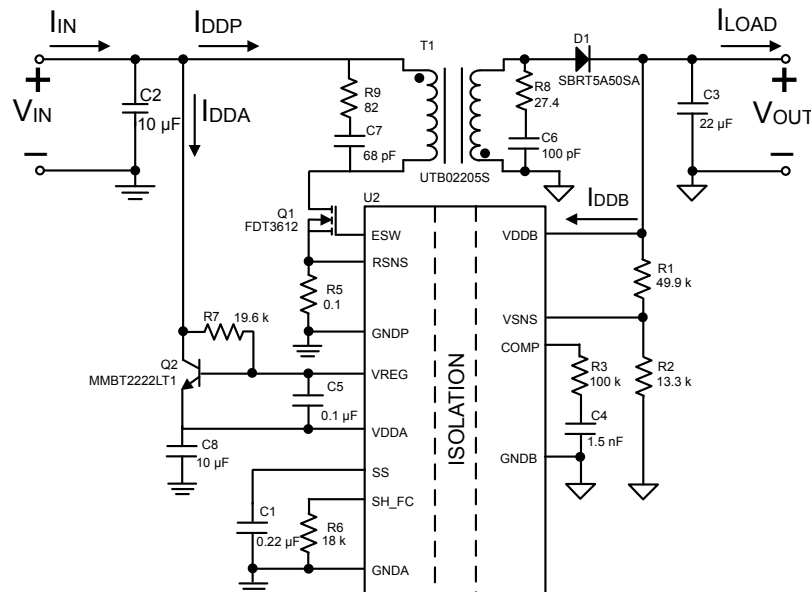 IIN
IDDP
T1
D1
SBRT5A50SA
ILOAD
+
VIN
–
C2
10 µF
IDDA
R9
82
C7
68 pF
R8
27.4
C6
100 pF
UTB02205S
C3
22 µF
+
VOUT
–
IDDB
Q1
FDT3612
U2
ESW
RSNS
R5
0.1
GNDP
VDDB
R1
49.9 k
VSNS
COMP
R7
19.6 k
Q2
MMBT2222LT1
VREG
C5
0.1 µF
VDDA
C8
10 µF
ISOLATION
R3
100 k
C4
1.5 nF
R2
13.3 k
GNDB
SS
SH_FC
C1
0.22 µF
R6
18 k
GNDA